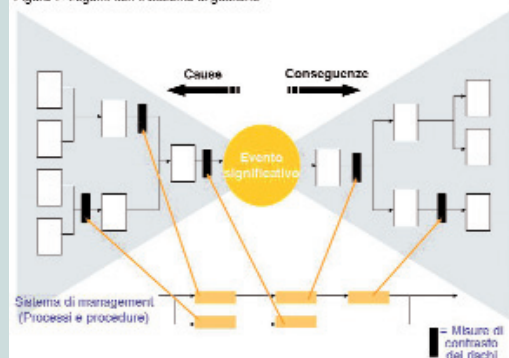 Cause
Conseguenze
Evento
significativo
Sistema di management
(Processi e procedure)
= Misure di
contrasto
dei rischi